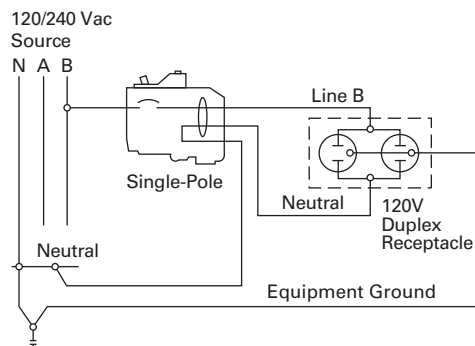 120/240 Vac
Source
N A B
Line B
Single-Pole
Neutral
120V
Duplex
Receptacle
Neutral
Equipment Ground